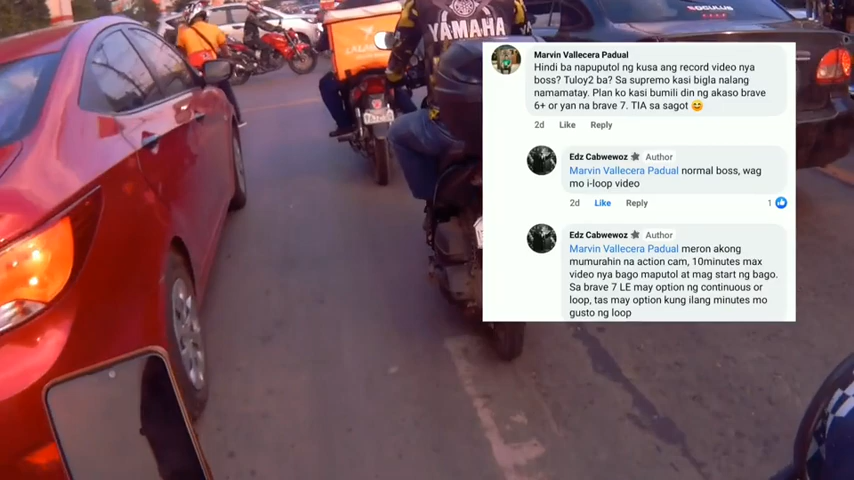 YAMAHA
LALAMOVE
Marvin Vallecera Padual
Hindi ba napuputol ng kusa ang record video nya
boss? Tuloy2 ba? Sa supremo kasi bigla nalang
namamatay. Plan ko kasi bumili din ng akaso brave
6+ or yan na brave 7. TIA sa sagot 😊
2d Like Reply
Edz Cabwewoz Author
Marvin Vallecera Padual normal boss, wag
mo i-loop video
2d Like Reply 1
Edz Cabwewoz Author
Marvin Vallecera Padual meron akong
mumurahin na action cam, 10minutes max
video nya bago maputol at mag start ng bago.
Sa brave 7 LE may option ng continuous or
loop, tas may option kung ilang minutes mo
gusto ng loop